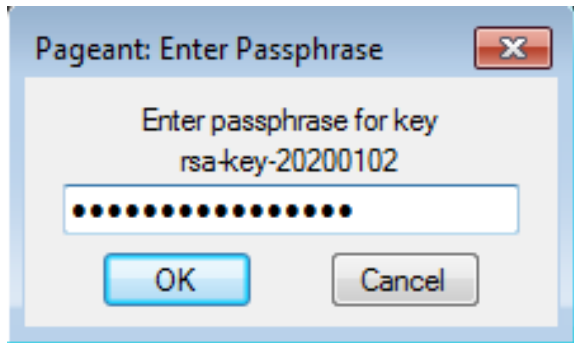 Pageant: Enter Passphrase
Enter passphrase for key
rsa-key-20200102
••••••••••••••••
OK
Cancel